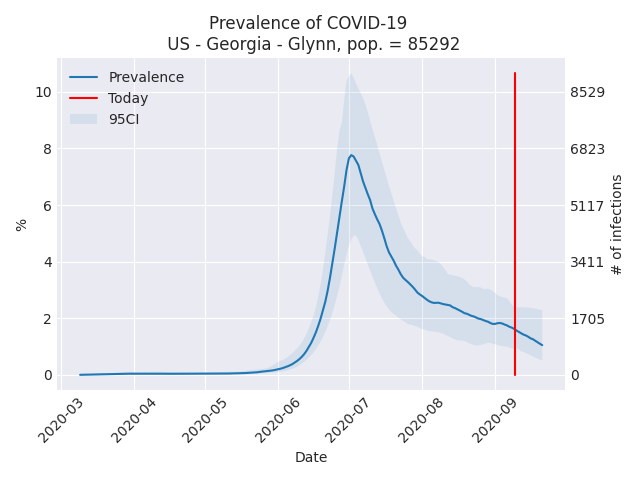 Prevalence of COVID-19
US - Georgia - Glynn, pop. = 85292
Prevalence
Today
95CI
10
8
6
4
2
0
%
8529
6823
5117
3411
1705
0
# of infections
2020-03
2020-04
2020-05
2020-06
2020-07
2020-08
2020-09
Date